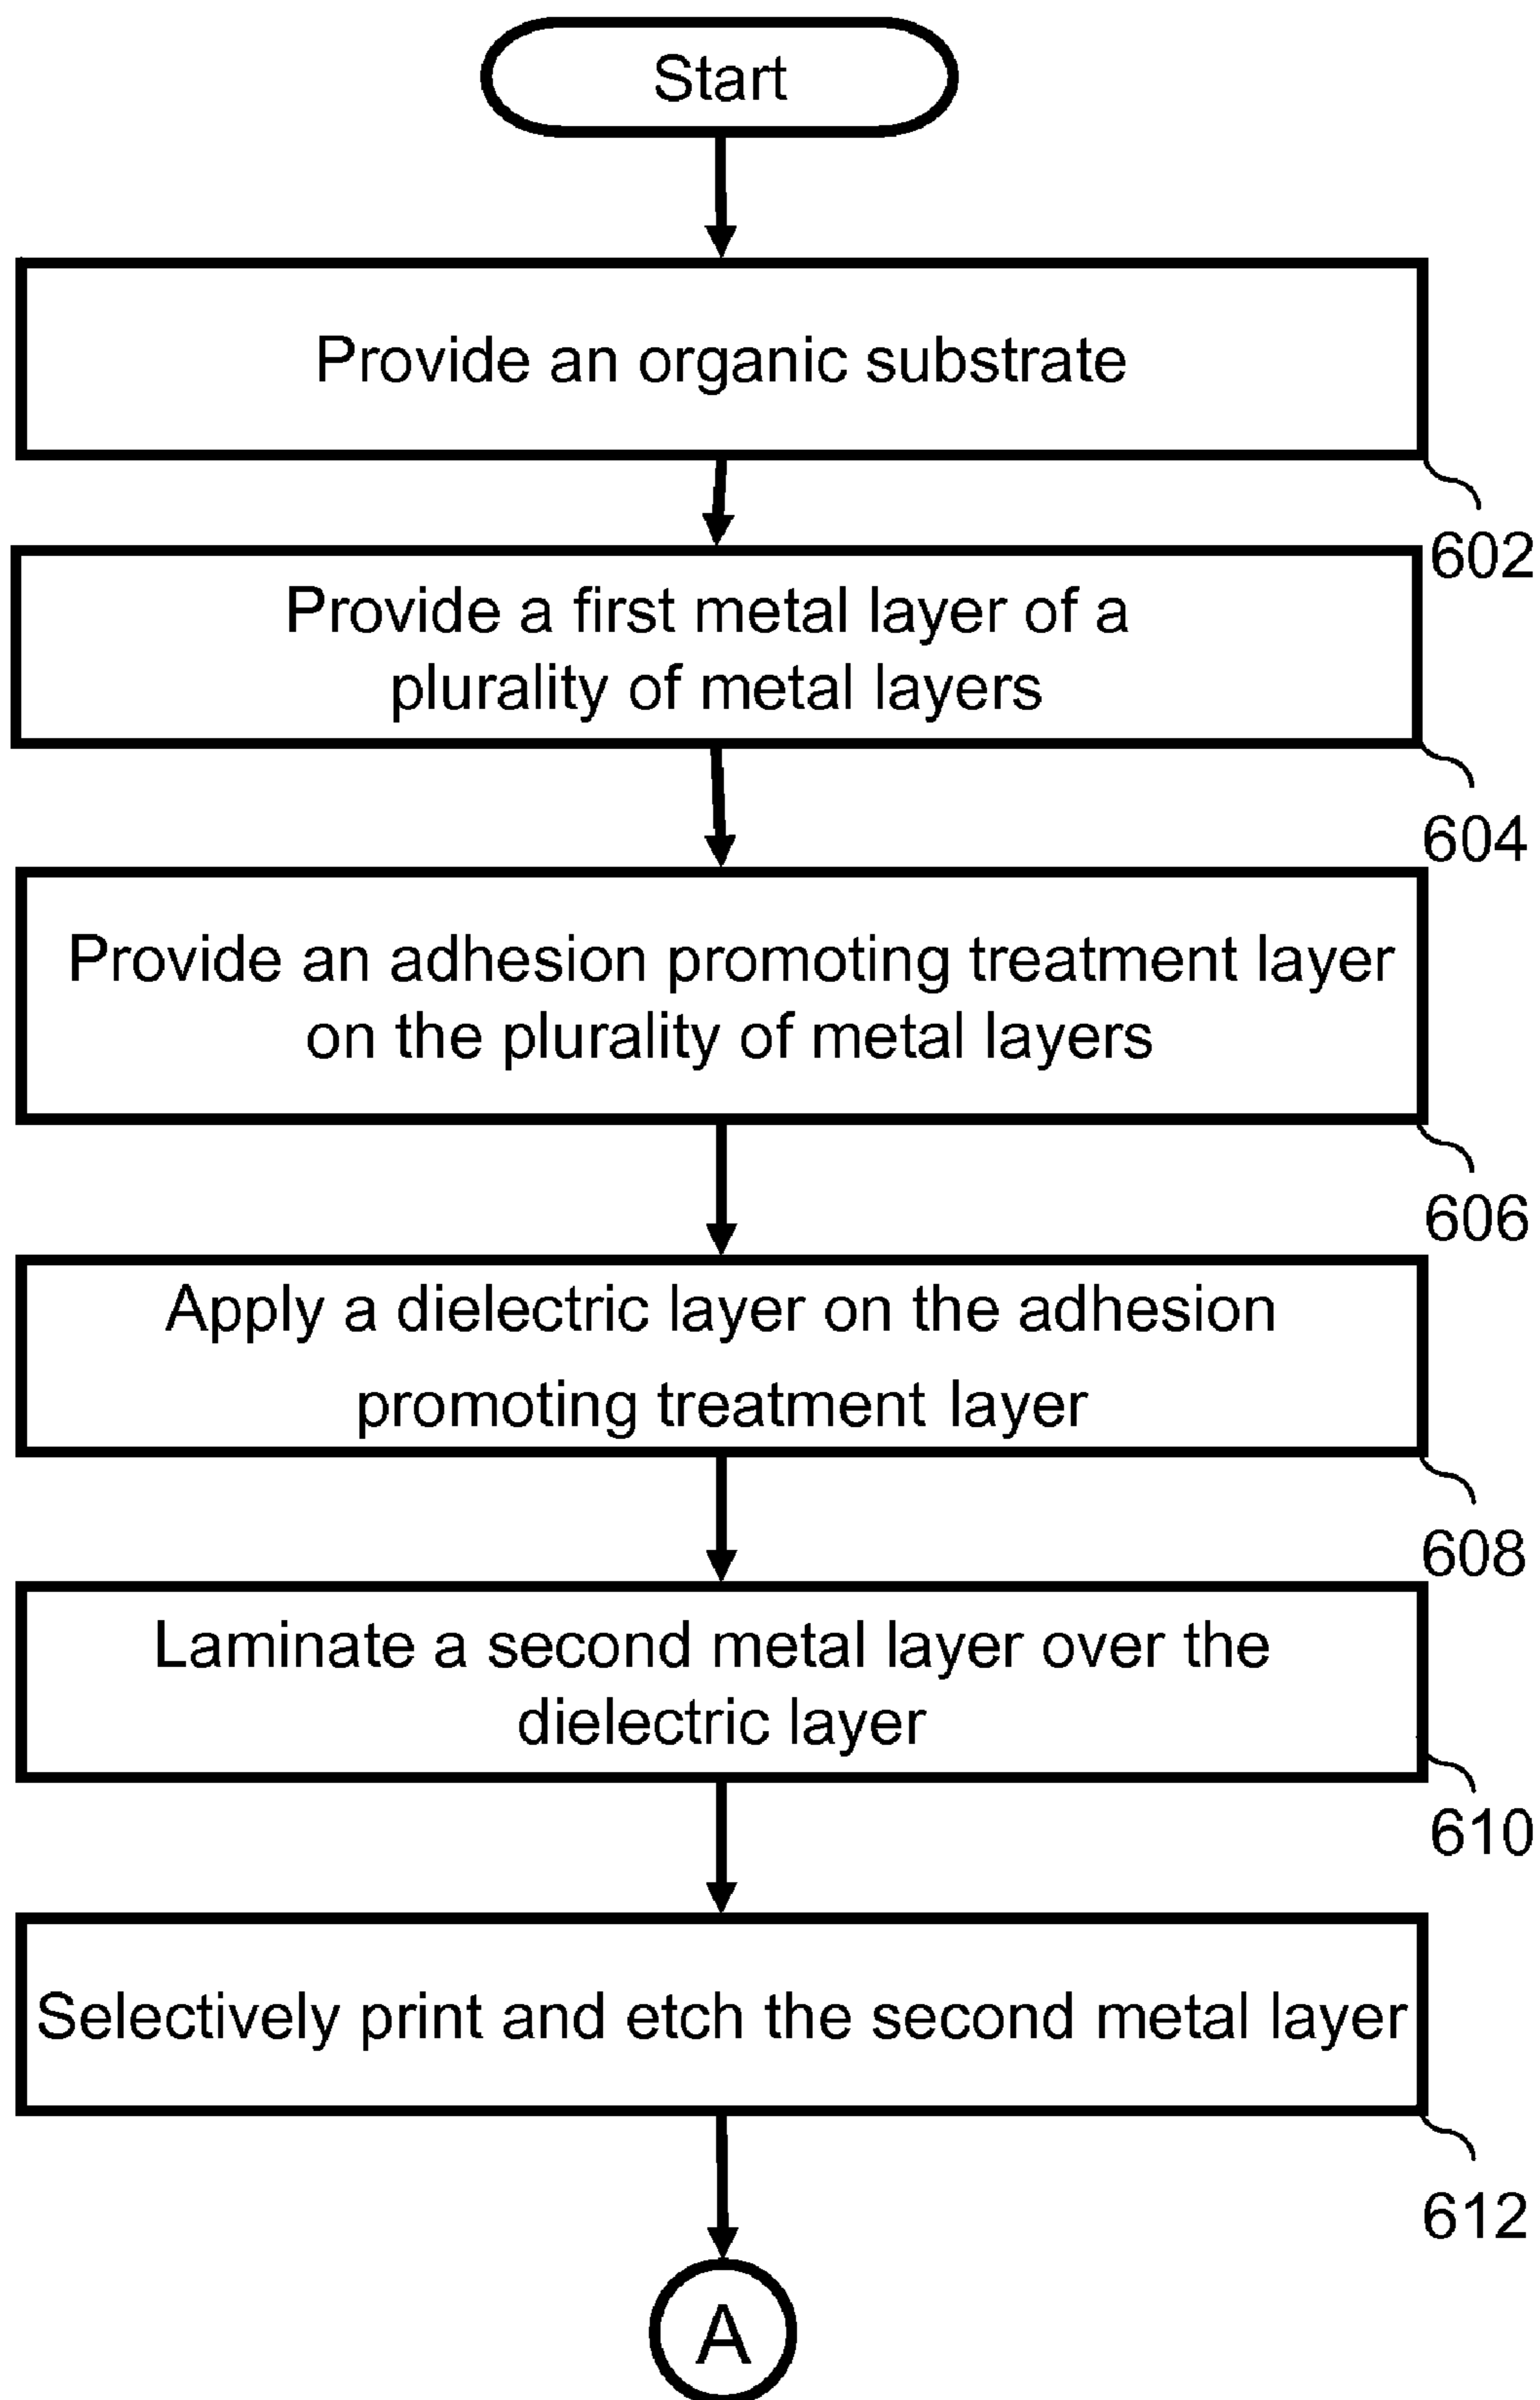 Start
Provide an organic substrate
602
Provide a first metal layer of a
plurality of metal layers
604
Provide an adhesion promoting treatment layer
on the plurality of metal layers
606
Apply a dielectric layer on the adhesion
promoting treatment layer
608
Laminate a second metal layer over the
dielectric layer
610
Selectively print and etch the second metal layer
612
A